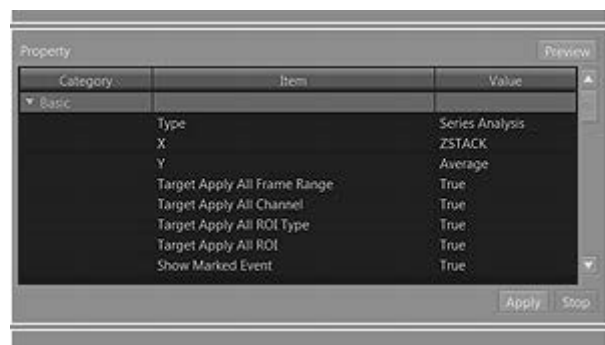 Property Preview
Category Item Value
Basic
Type Series Analysis
X ZSTACK
Y Average
Target Apply All Frame Range True
Target Apply All Channel True
Target Apply All ROI Type True
Target Apply All ROI True
Show Marked Event True
Apply Stop